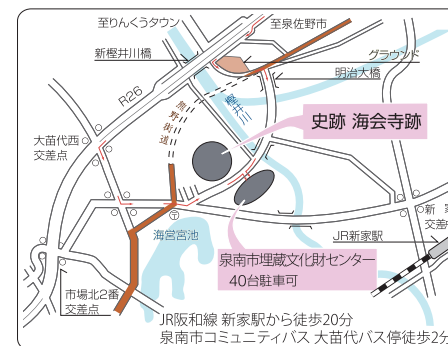 至りんくうタウン
至泉佐野市
新樫井川橋
グラウンド
明治大橋
R26
熊野街道
樫井川
史跡 海会寺跡
大苗代西
交差点
海営宮池
JR新家駅
泉南市埋蔵文化財センター
40台駐車可
市場北2番
交差点
JR阪和線 新家駅から徒歩20分
泉南市コミュニティバス 大苗代バス停徒歩2分